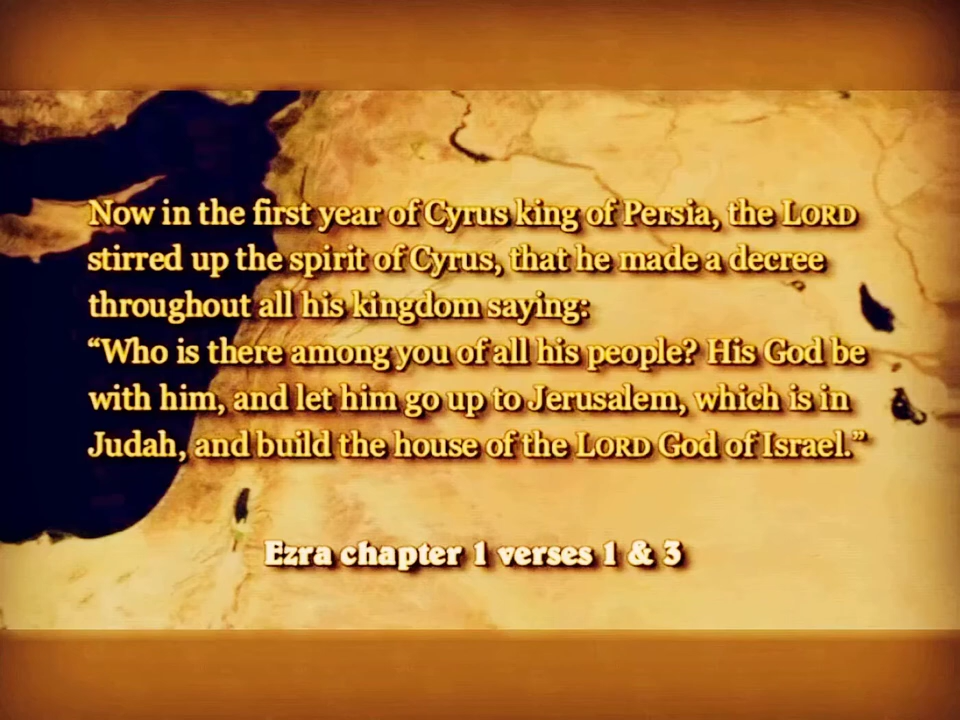 Now in the first year of Cyrus king of Persia, the LORD
stirred up the spirit of Cyrus, that he made a decree
throughout all his kingdom saying:
“Who is there among you of all his people? His God be
with him, and let him go up to Jerusalem, which is in
Judah, and build the house of the LORD God of Israel.”
Ezra chapter 1 verses 1 & 3